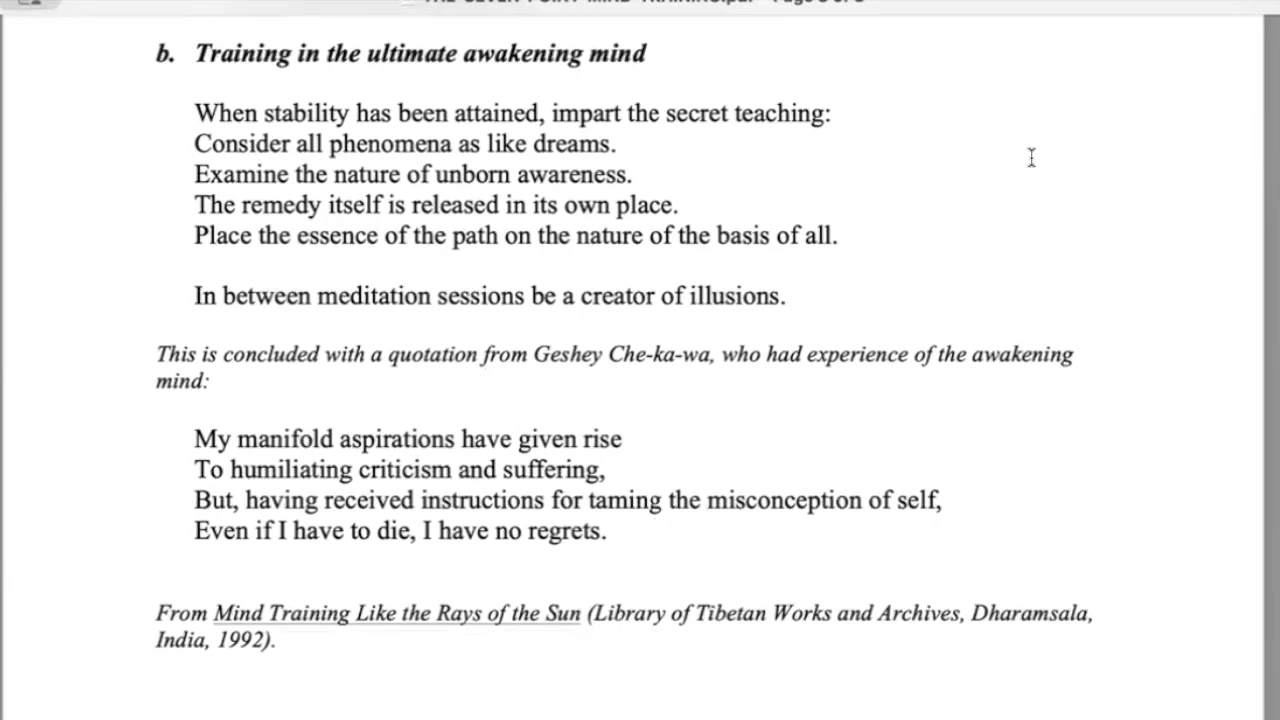 b. Training in the ultimate awakening mind
When stability has been attained, impart the secret teaching:
Consider all phenomena as like dreams.
Examine the nature of unborn awareness.
The remedy itself is released in its own place.
Place the essence of the path on the nature of the basis of all.
In between meditation sessions be a creator of illusions.
This is concluded with a quotation from Geshey Che-ka-wa, who had experience of the awakening
mind:
My manifold aspirations have given rise
To humiliating criticism and suffering,
But, having received instructions for taming the misconception of self,
Even if I have to die, I have no regrets.
From Mind Training Like the Rays of the Sun (Library of Tibetan Works and Archives, Dharamsala,
India, 1992).